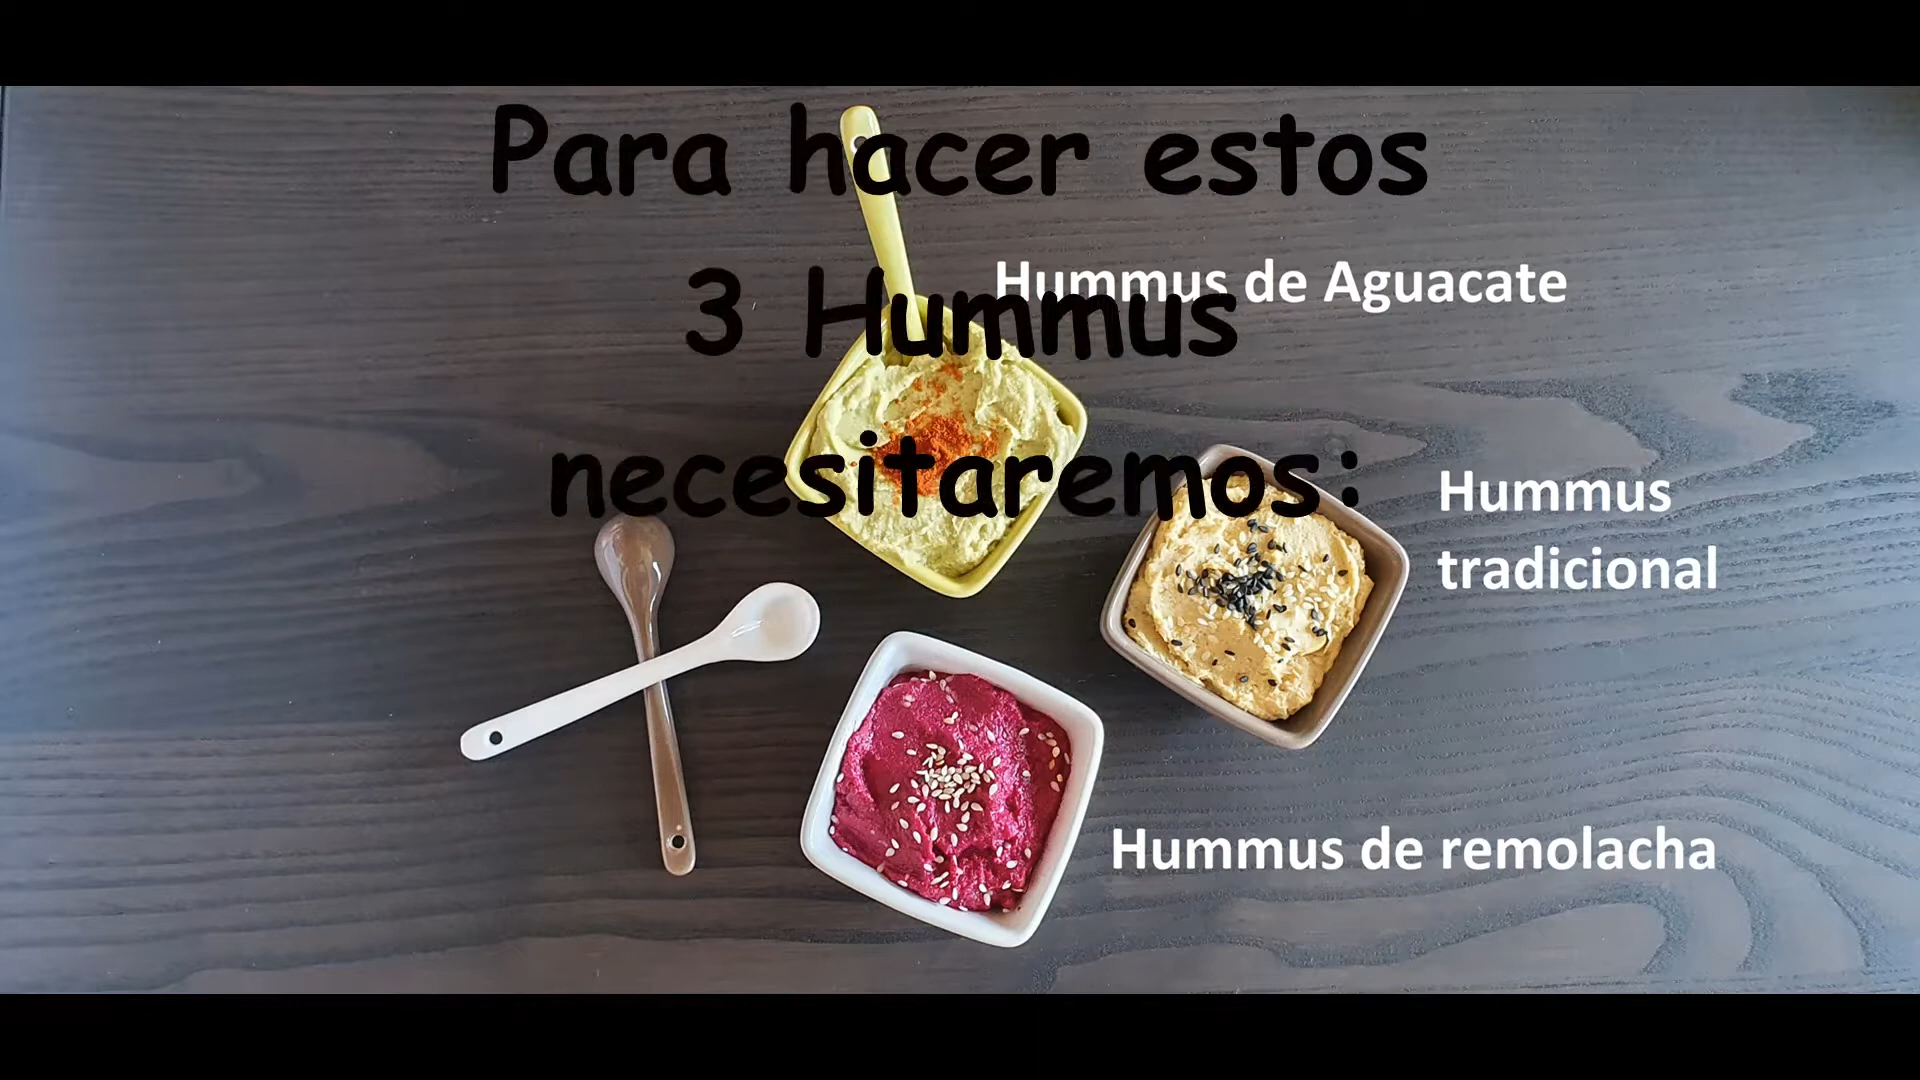 Para hacer estos
3 Hummus
necesitaremos:
Hummus de Aguacate
Hummus
tradicional
Hummus de remolacha